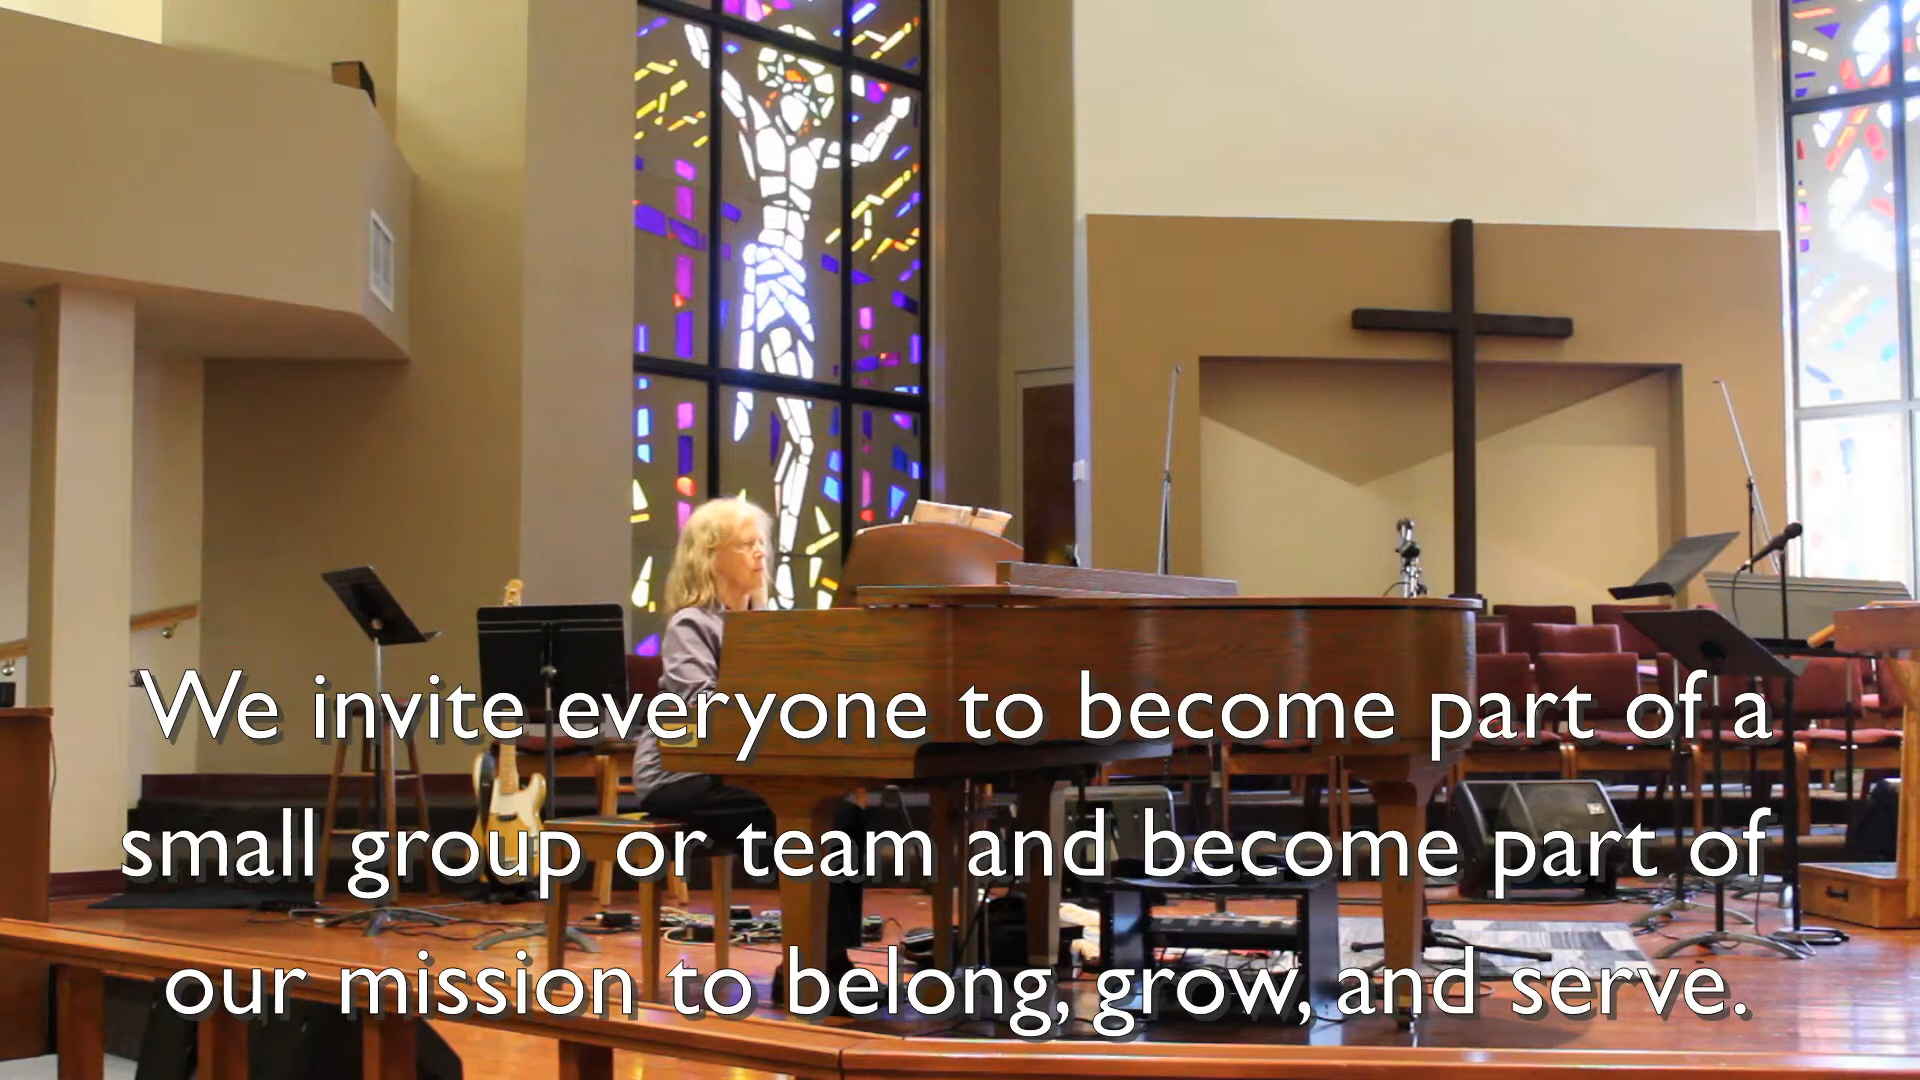 We invite everyone to become part of a
small group or team and become part of
our mission to belong, grow, and serve.